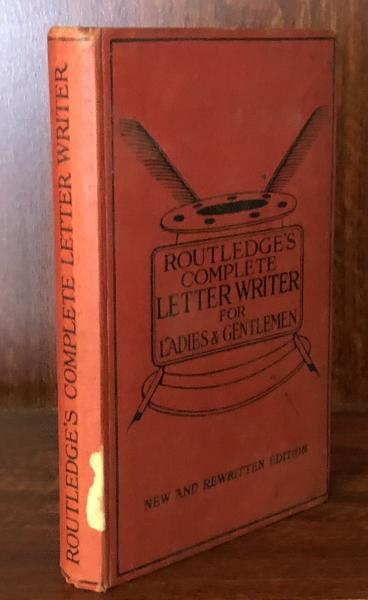 ROUTLEDGE'S COMPLETE LETTER WRITER
ROUTLEDGE'S
COMPLETE
LETTER WRITER
FOR
LADIES & GENTLEMEN
NEW AND REWRITTEN EDITION